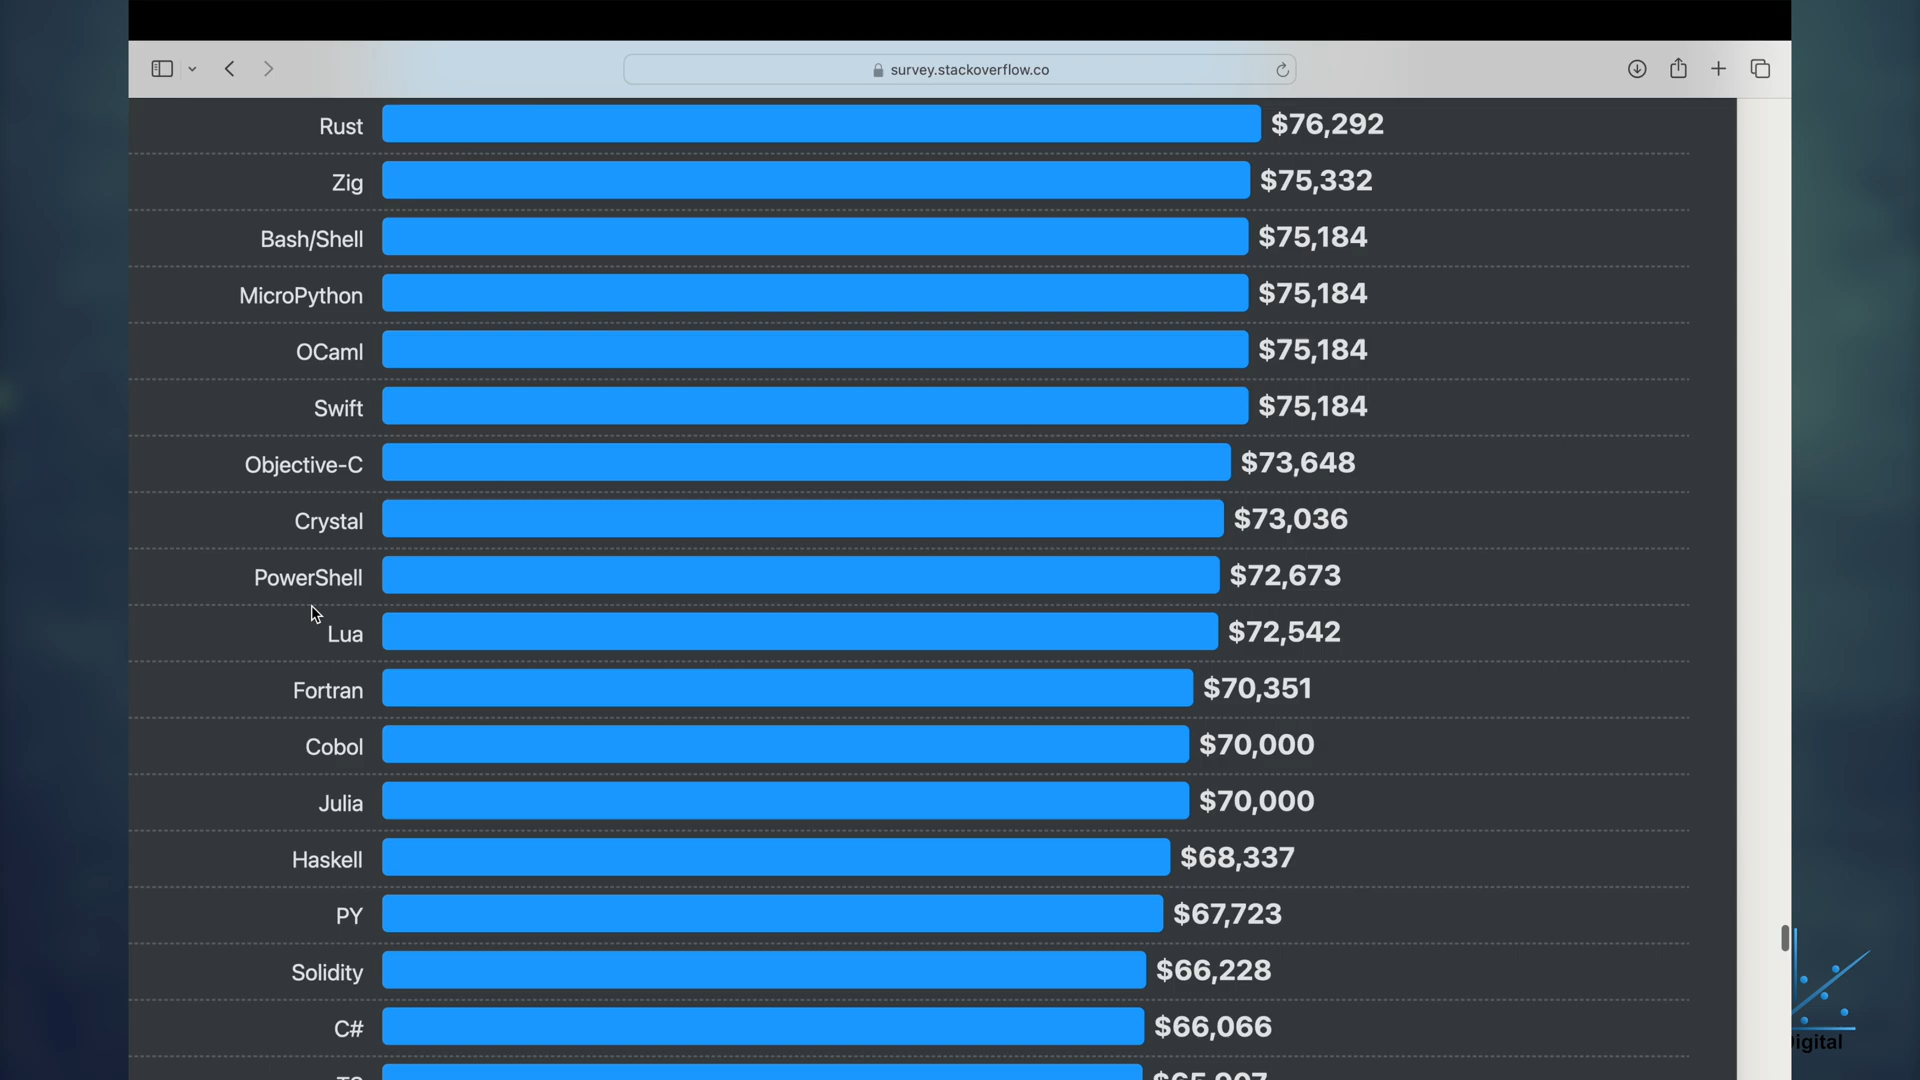 survey.stackoverflow.co
Rust $76,292
Zig $75,332
Bash/Shell $75,184
MicroPython $75,184
OCaml $75,184
Swift $75,184
Objective-C $73,648
Crystal $73,036
PowerShell $72,673
Lua $72,542
Fortran $70,351
Cobol $70,000
Julia $70,000
Haskell $68,337
PY $67,723
Solidity $66,228
C# $66,066
igital